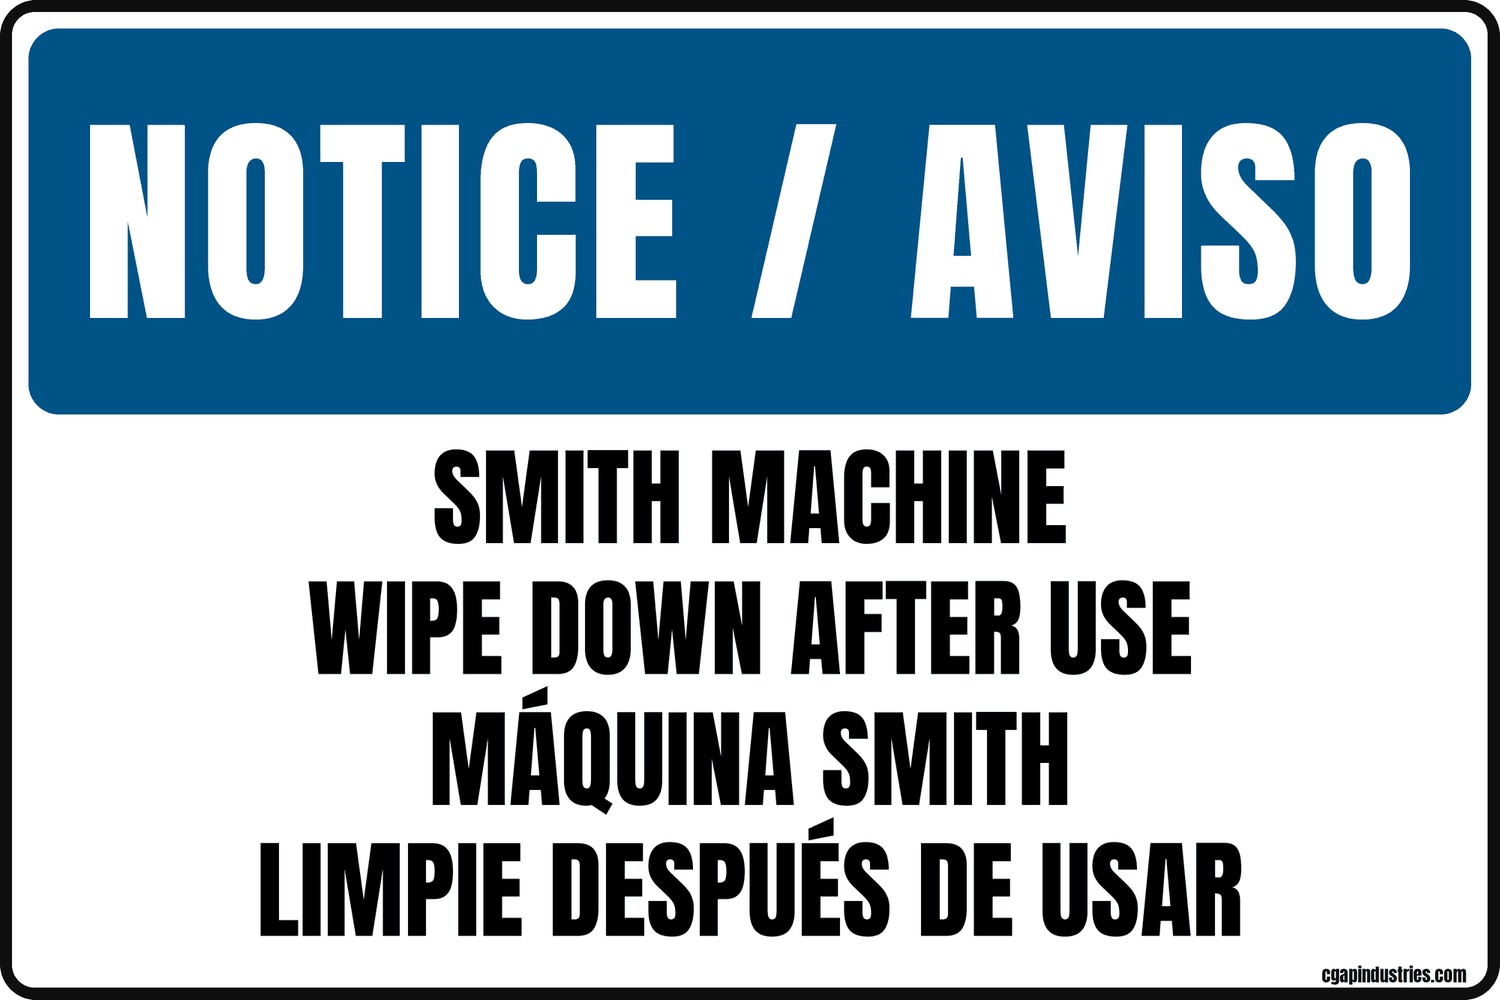 NOTICE / AVISO
SMITH MACHINE
WIPE DOWN AFTER USE
MÁQUINA SMITH
LIMPIE DESPUÉS DE USAR
cgapindustries.com